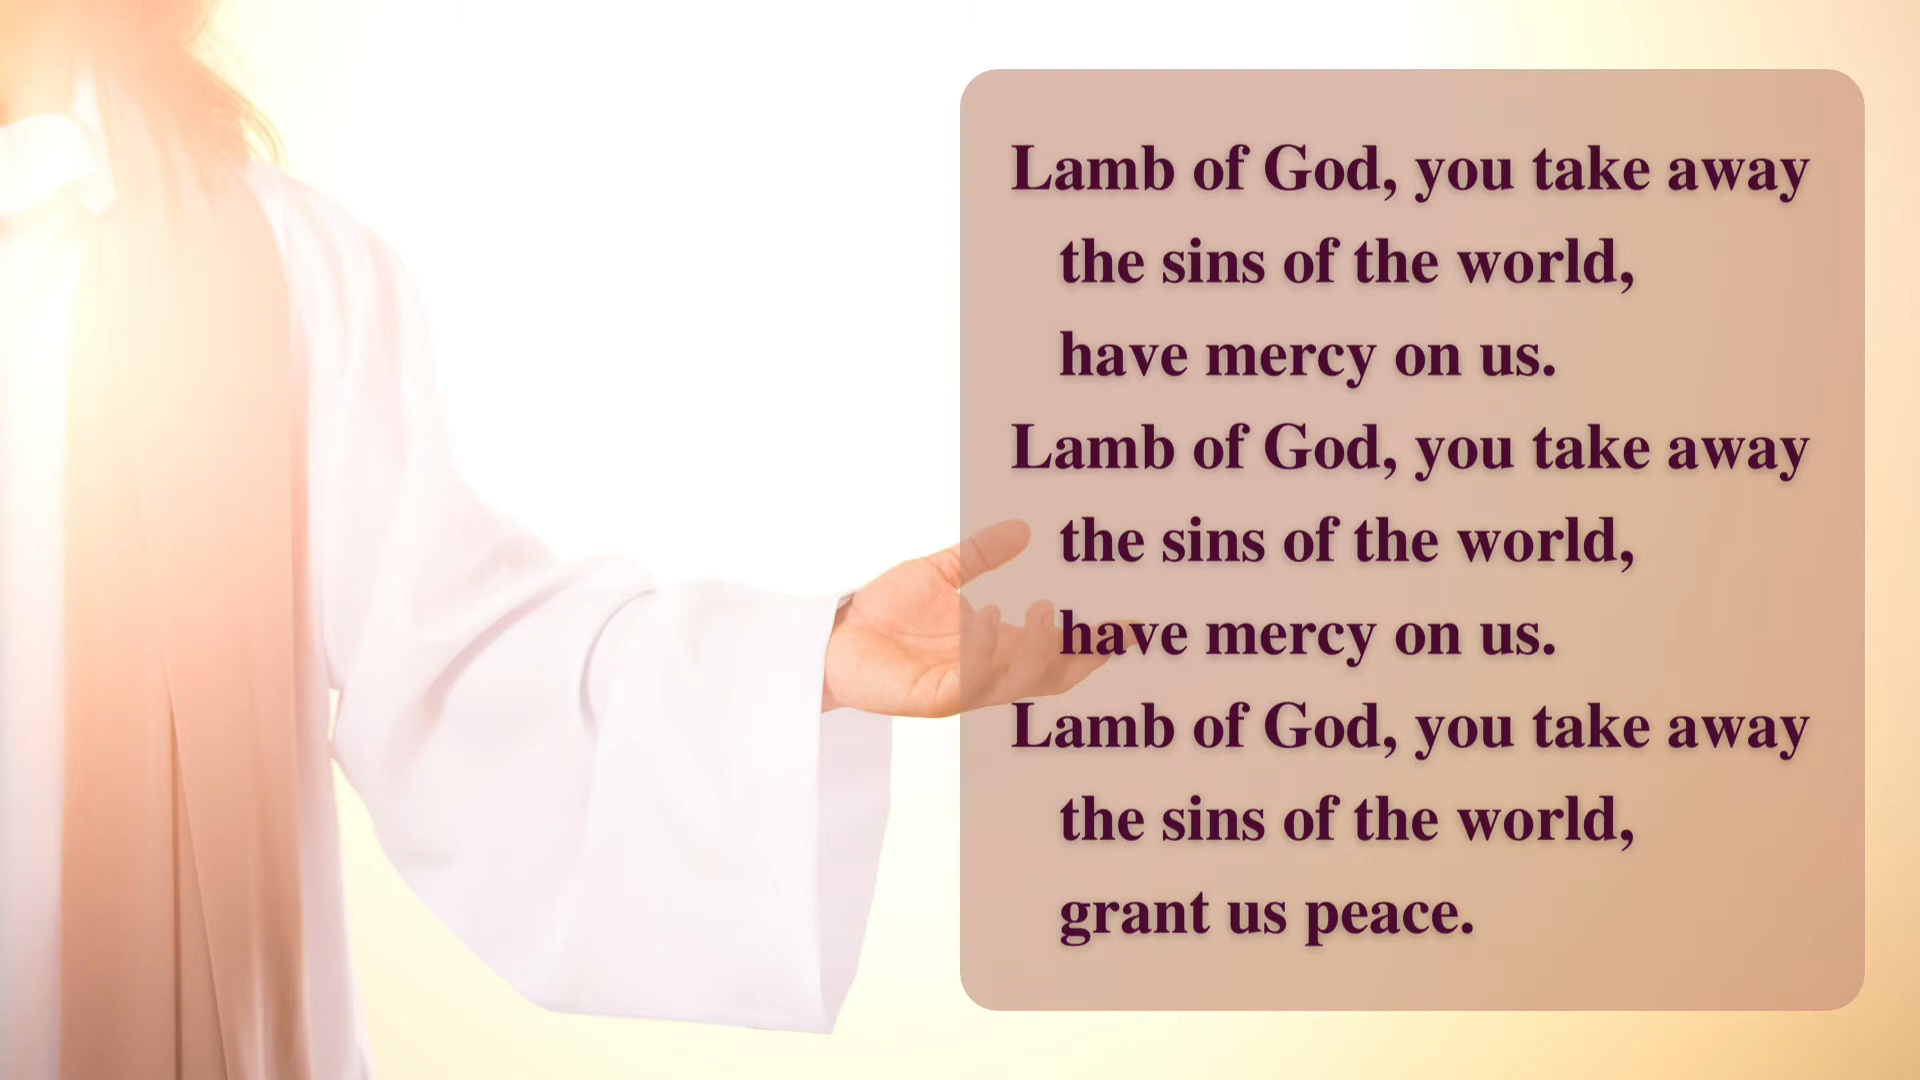 Lamb of God, you take away
the sins of the world,
have mercy on us.
Lamb of God, you take away
the sins of the world,
have mercy on us.
Lamb of God, you take away
the sins of the world,
grant us peace.